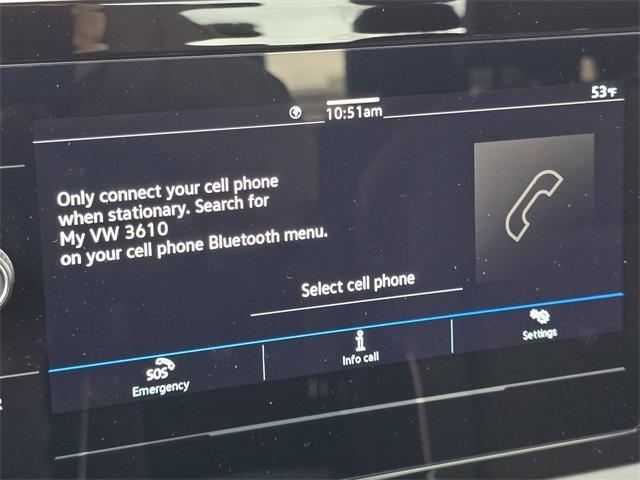 53°F
10:51am
Only connect your cell phone
when stationary. Search for
My VW 3610
on your cell phone Bluetooth menu.
Select cell phone
SOS
Emergency
Info call
Settings